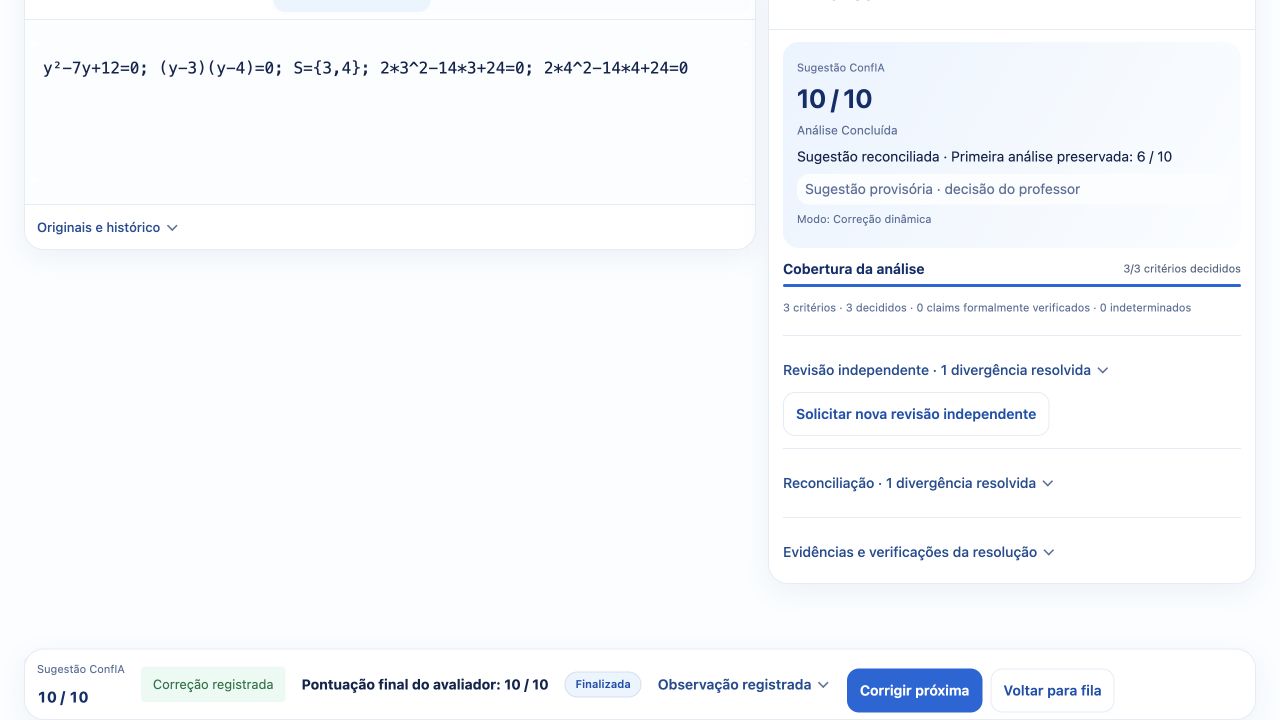 y²−7y+12=0; (y−3)(y−4)=0; S={3,4}; 2*3^2−14*3+24=0; 2*4^2−14*4+24=0
Originais e histórico
Sugestão ConfIA
10 / 10
Análise Concluída
Sugestão reconciliada · Primeira análise preservada: 6 / 10
Sugestão provisória · decisão do professor
Modo: Correção dinâmica
Cobertura da análise
3/3 critérios decididos
3 critérios · 3 decididos · 0 claims formalmente verificados · 0 indeterminados
Revisão independente · 1 divergência resolvida
Solicitar nova revisão independente
Reconciliação · 1 divergência resolvida
Evidências e verificações da resolução
Sugestão ConfIA
10 / 10
Correção registrada
Pontuação final do avaliador: 10 / 10
Finalizada
Observação registrada
Corrigir próxima
Voltar para fila